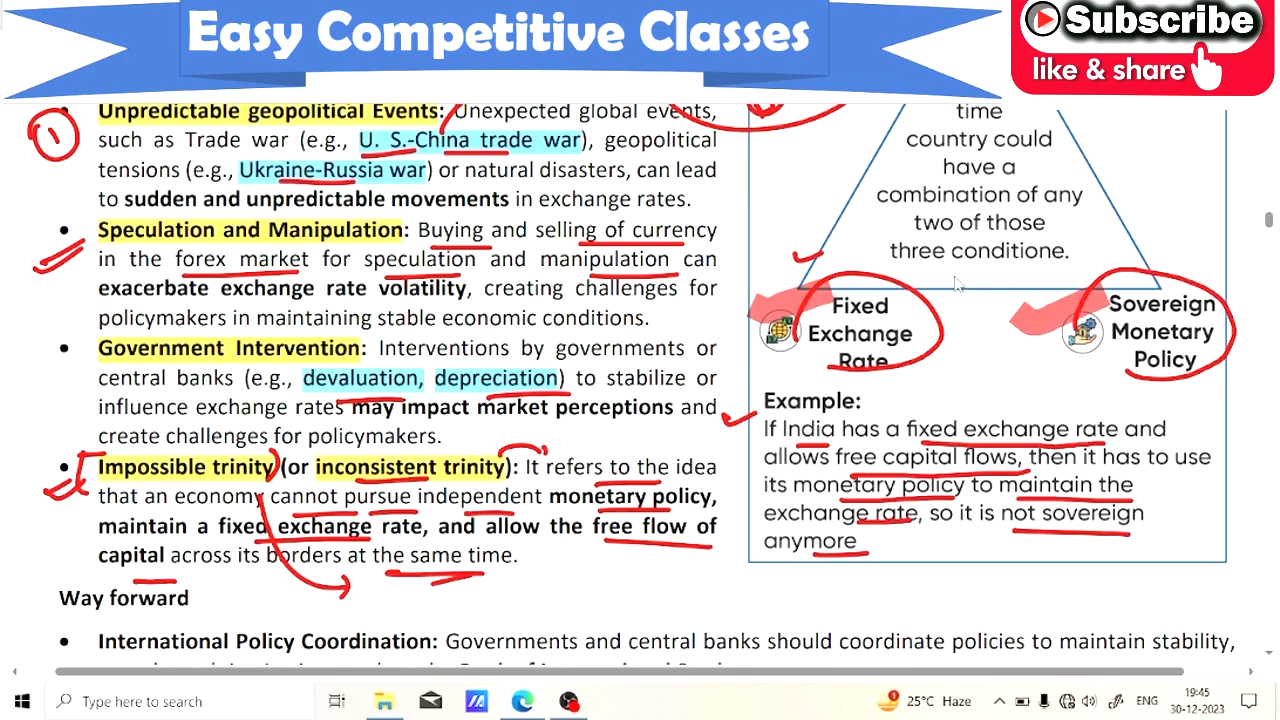 Easy Competitive Classes
Subscribe
like & share
Unpredictable geopolitical Events: Unexpected global events,
such as Trade war (e.g., U. S.-China trade war), geopolitical
tensions (e.g., Ukraine-Russia war) or natural disasters, can lead
to sudden and unpredictable movements in exchange rates.
• Speculation and Manipulation: Buying and selling of currency
in the forex market for speculation and manipulation can
exacerbate exchange rate volatility, creating challenges for
policymakers in maintaining stable economic conditions.
• Government Intervention: Interventions by governments or
central banks (e.g., devaluation, depreciation) to stabilize or
influence exchange rates may impact market perceptions and
create challenges for policymakers.
• Impossible trinity (or inconsistent trinity): It refers to the idea
that an economy cannot pursue independent monetary policy,
maintain a fixed exchange rate, and allow the free flow of
capital across its borders at the same time.
Way forward
• International Policy Coordination: Governments and central banks should coordinate policies to maintain stability,
time
country could
have a
combination of any
two of those
three conditione.
Fixed
Exchange
Rate
Sovereign
Monetary
Policy
Example:
If India has a fixed exchange rate and
allows free capital flows, then it has to use
its monetary policy to maintain the
exchange rate, so it is not sovereign
anymore
Type here to search
25°C Haze
ENG
19:45
30-12-2023